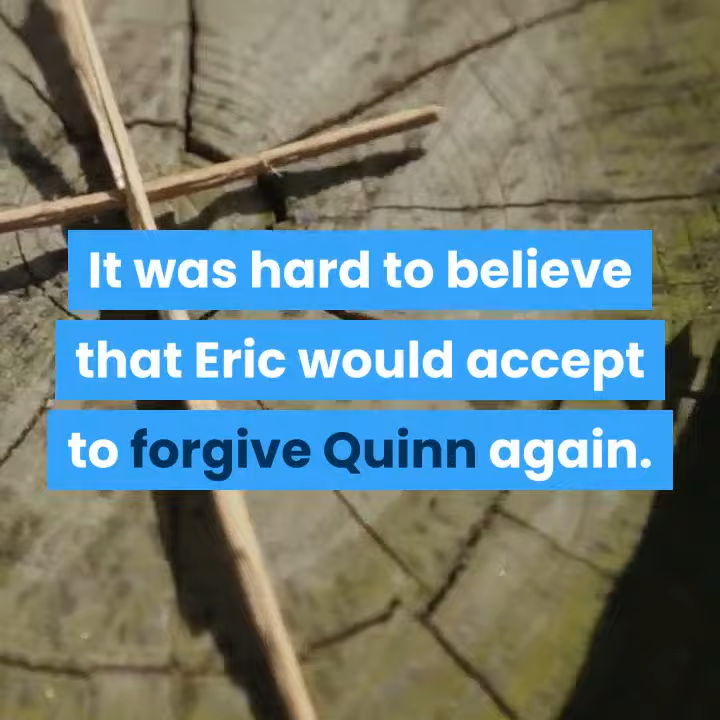 It was hard to believe
that Eric would accept
to forgive Quinn again.